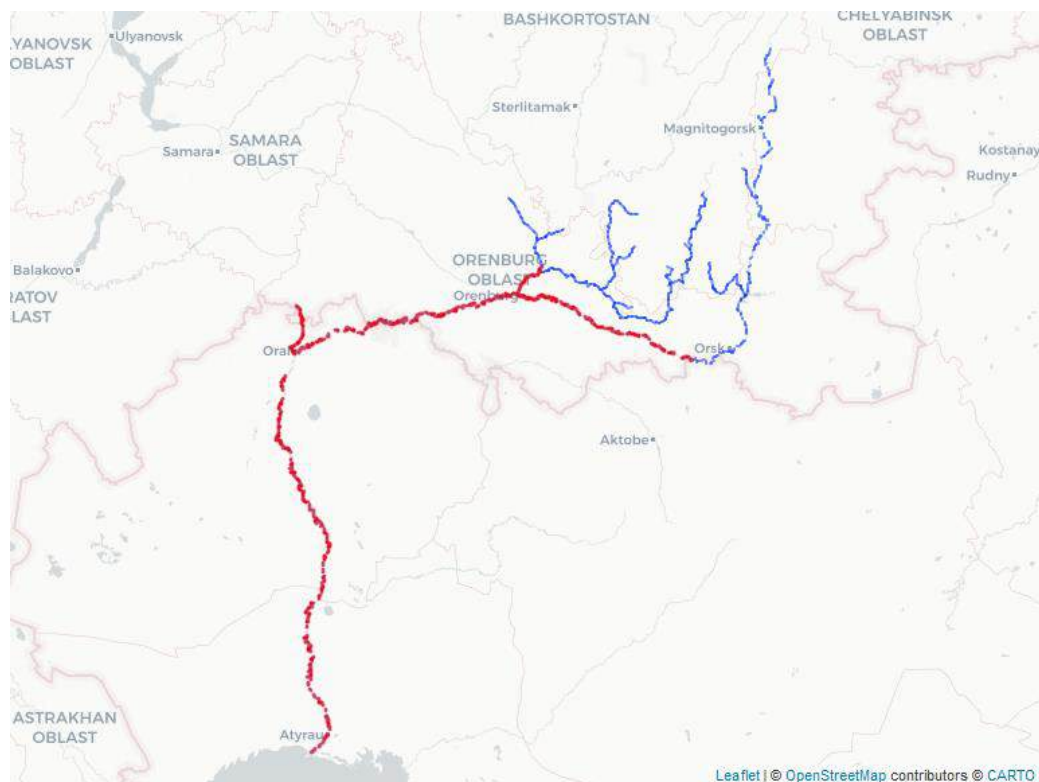 BASHKORTOSTAN
CHELYABINSK
OBLAST
LYANOVSK
OBLAST
Ulyanovsk
Sterlitamak
Magnitogorsk
Samara
SAMARA
OBLAST
Kostanay
Rudny
Balakovo
RATOV
LAST
ORENBURG
OBLAST
Orenburg
Oral
Orsk
Aktobe
ASTRAKHAN
OBLAST
Atyrau
Leaflet | © OpenStreetMap contributors © CARTO